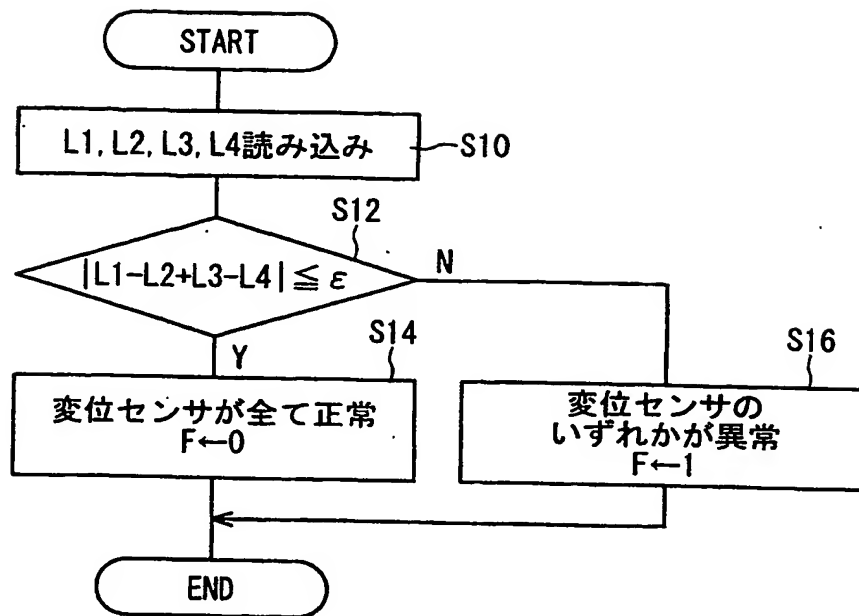 START
L1, L2, L3, L4読み込み
S10
S12
|L1-L2+L3-L4|≦ε
N
Y
S14
変位センサが全て正常
F←0
S16
変位センサの
いずれかが異常
F←1
END